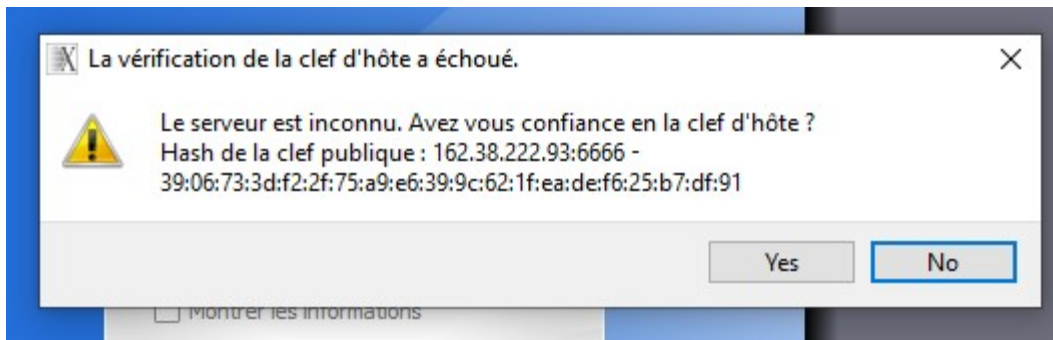 La vérification de la clef d'hôte a échoué.
Le serveur est inconnu. Avez vous confiance en la clef d'hôte ?
Hash de la clef publique : 162.38.222.93:6666 -
39:06:73:3d:f2:2f:75:a9:e6:39:9c:62:1f:ea:de:f6:25:b7:df:91
Yes No
Montrer les informations